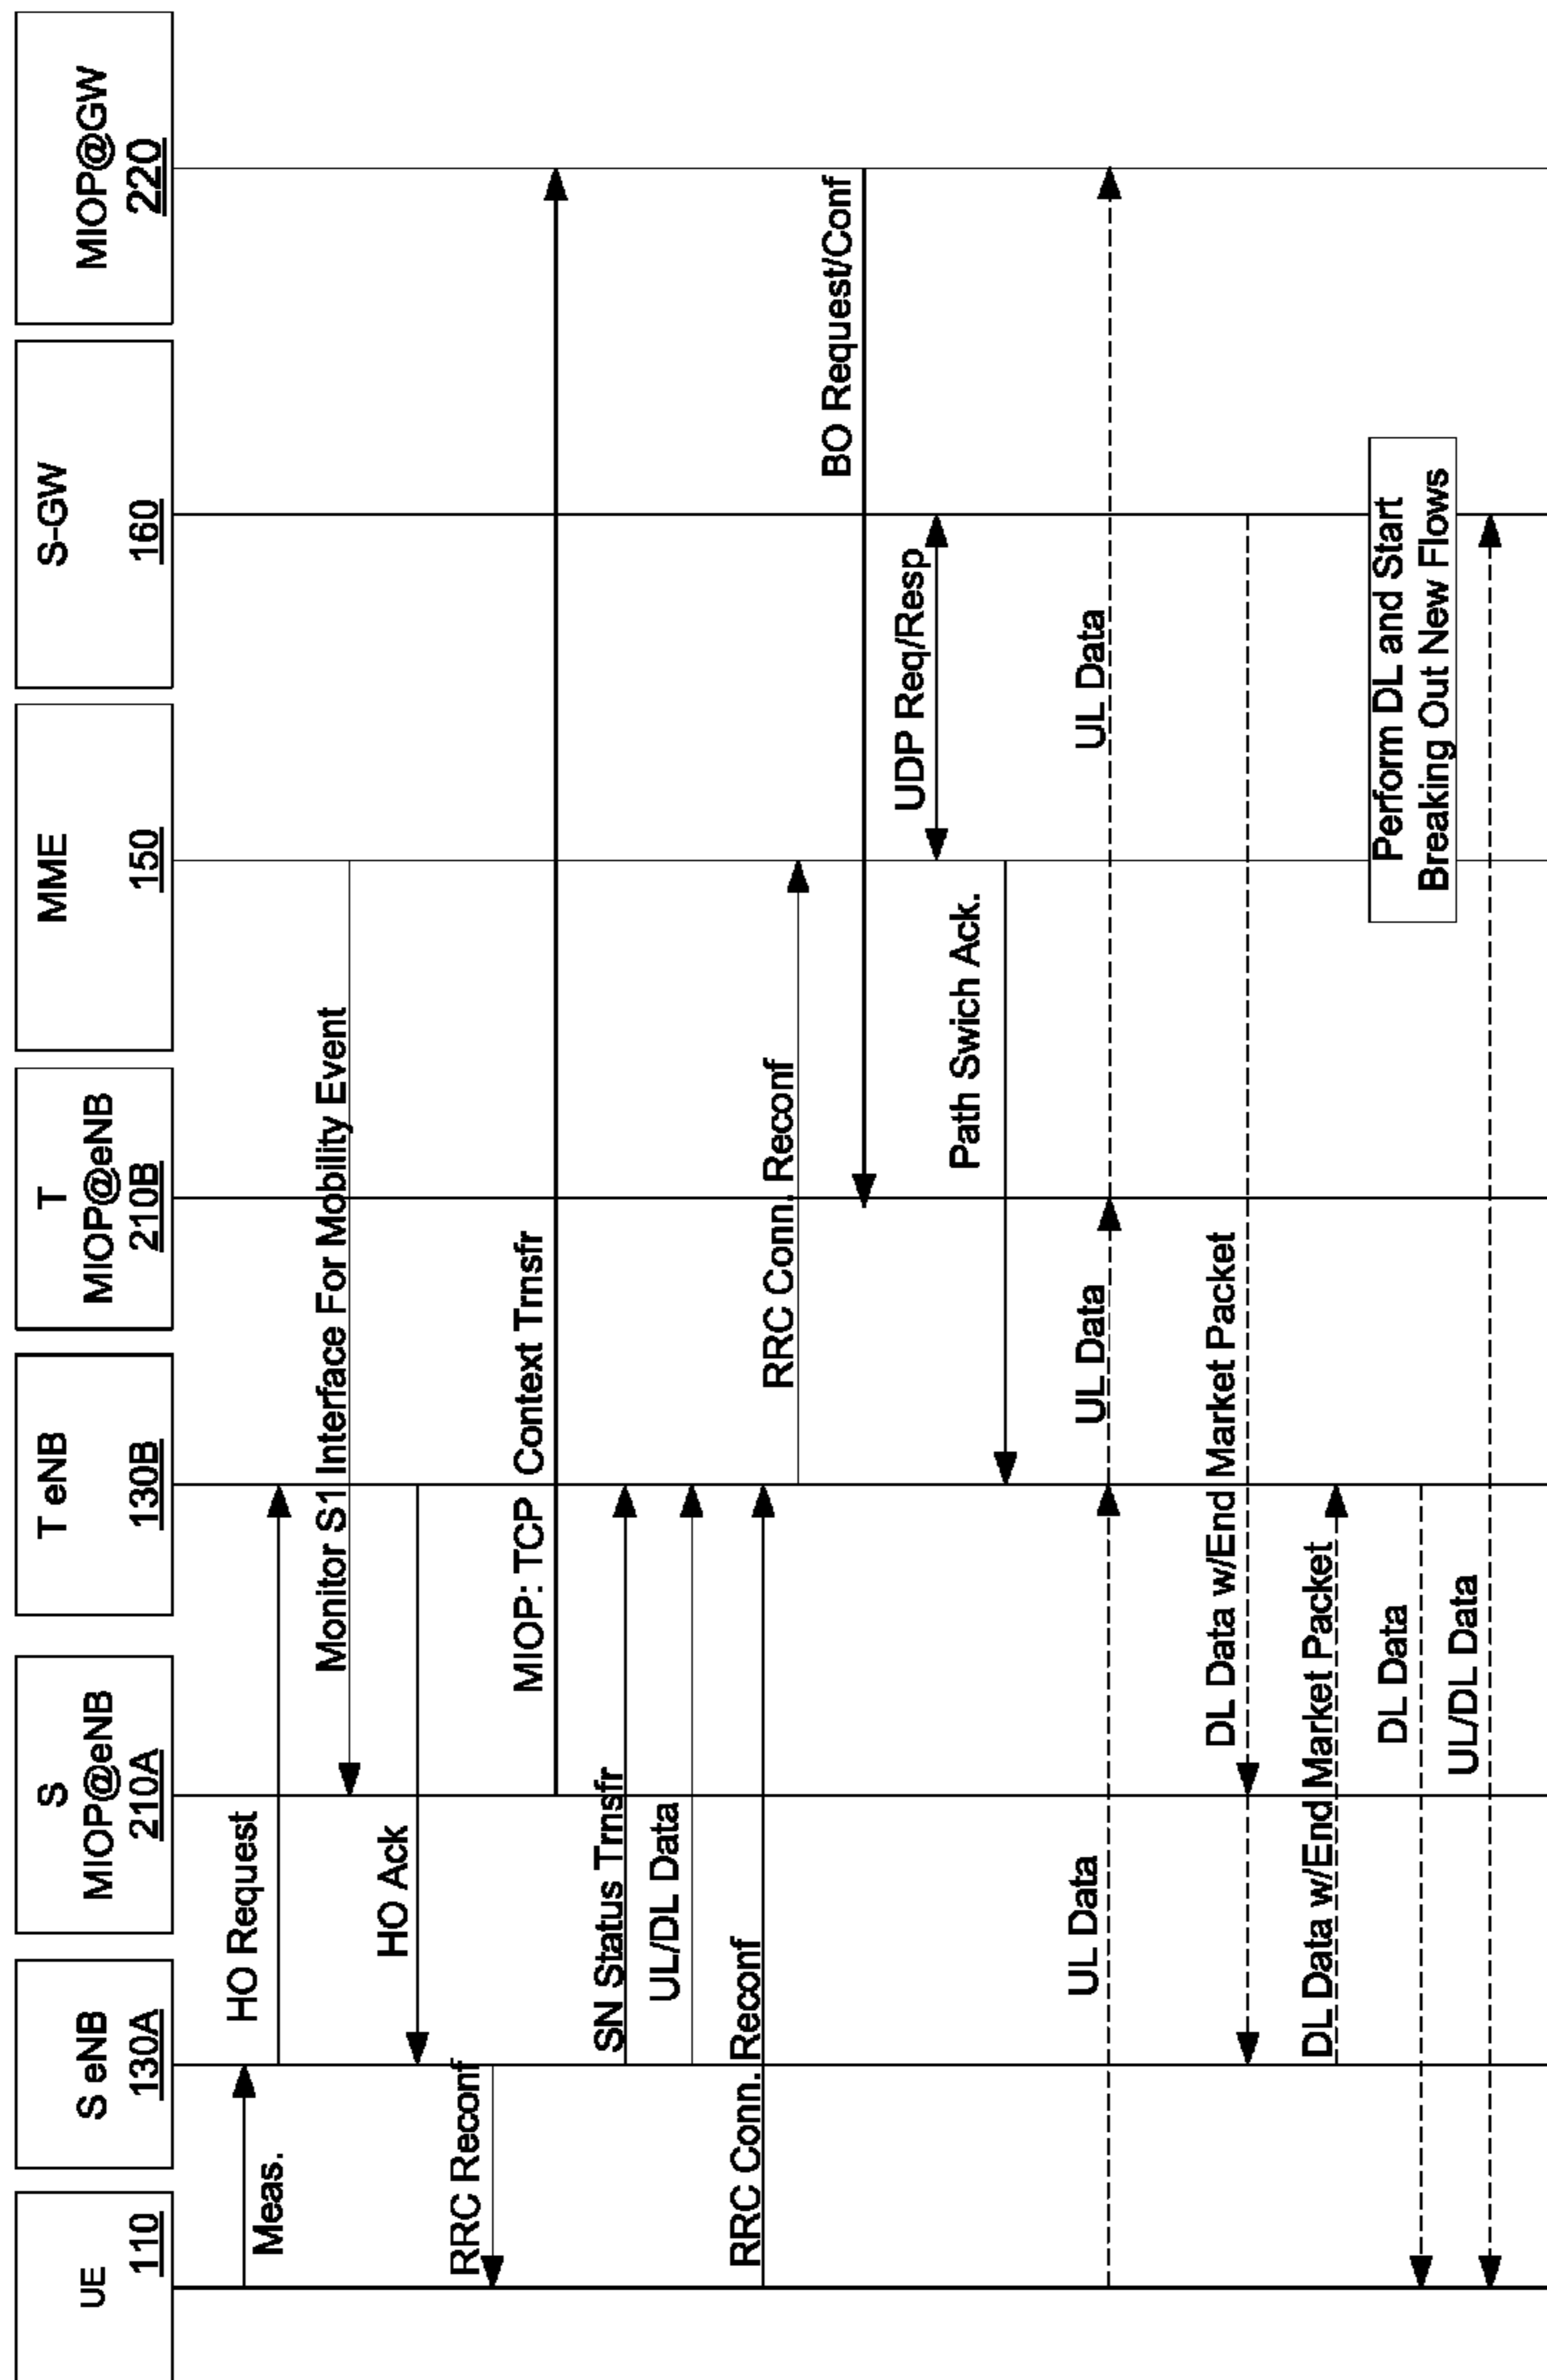 UE
110
S eNB
130A
S
MIOP@eNB
210A
T eNB
130B
T
MIOP@eNB
210B
MME
150
S-GW
160
MIOP@GW
220
Meas.
HO Request
Monitor S1 Interface For Mobility Event
HO Ack
RRC Reconf
MIOP: TCP Context Trnsfr
SN Status Trnsfr
UL/DL Data
RRC Conn. Reconf
RRC Conn. Reconf
BO Request/Conf
UDP Req/Resp
Path Swich Ack.
UL Data
UL Data
UL Data
DL Data w/End Market Packet
DL Data w/End Market Packet
Perform DL and Start
Breaking Out New Flows
DL Data
UL/DL Data